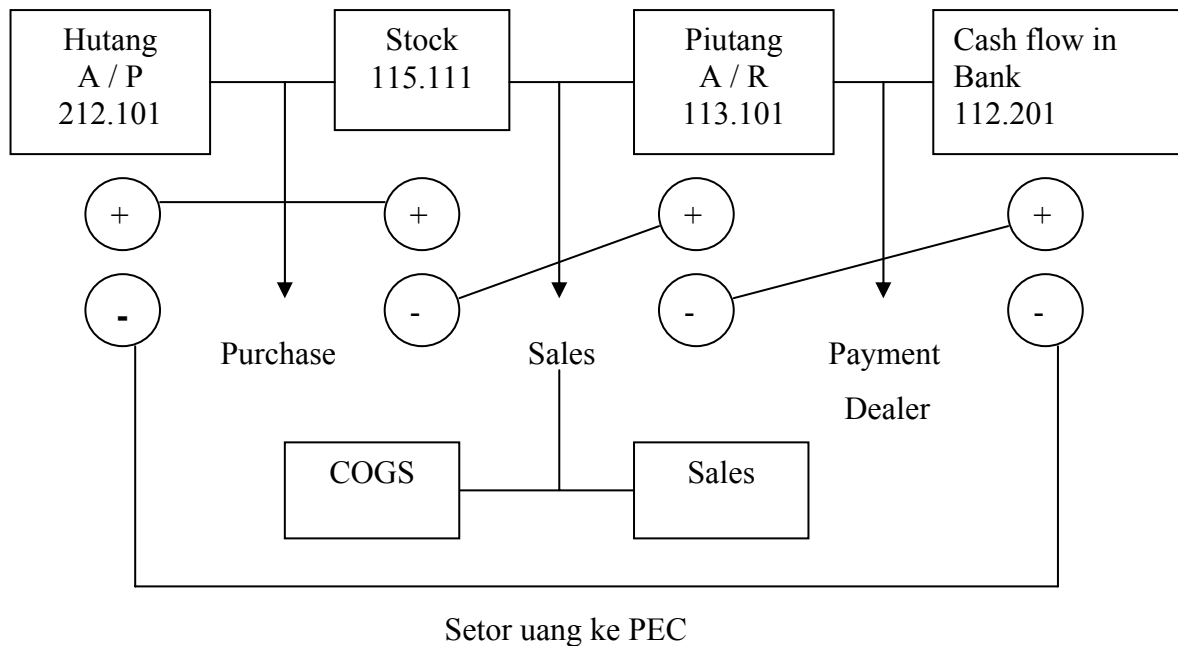 Hutang
A / P
212.101
Stock
115.111
Piutang
A / R
113.101
Cash flow in
Bank
112.201
+
+
+
+
-
-
-
-
Purchase
Sales
Payment
Dealer
COGS
Sales
Setor uang ke PEC